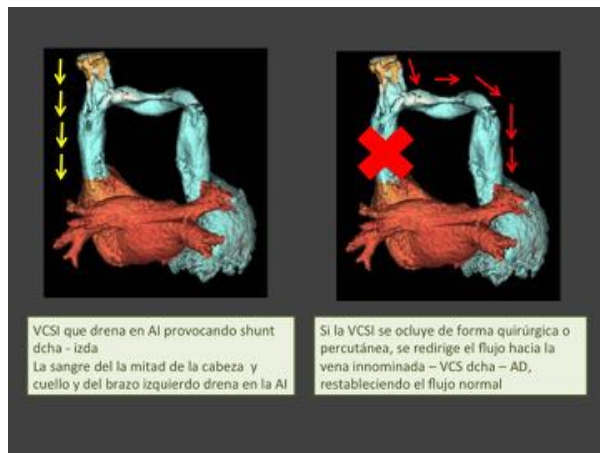 VCSI que drena en AI provocando shunt
dcha - izda
La sangre del la mitad de la cabeza y
cuello y del brazo izquierdo drena en la AI
Si la VCSI se ocluye de forma quirúrgica o
percutánea, se redirige el flujo hacia la
vena innominada – VCS dcha – AD,
restableciendo el flujo normal